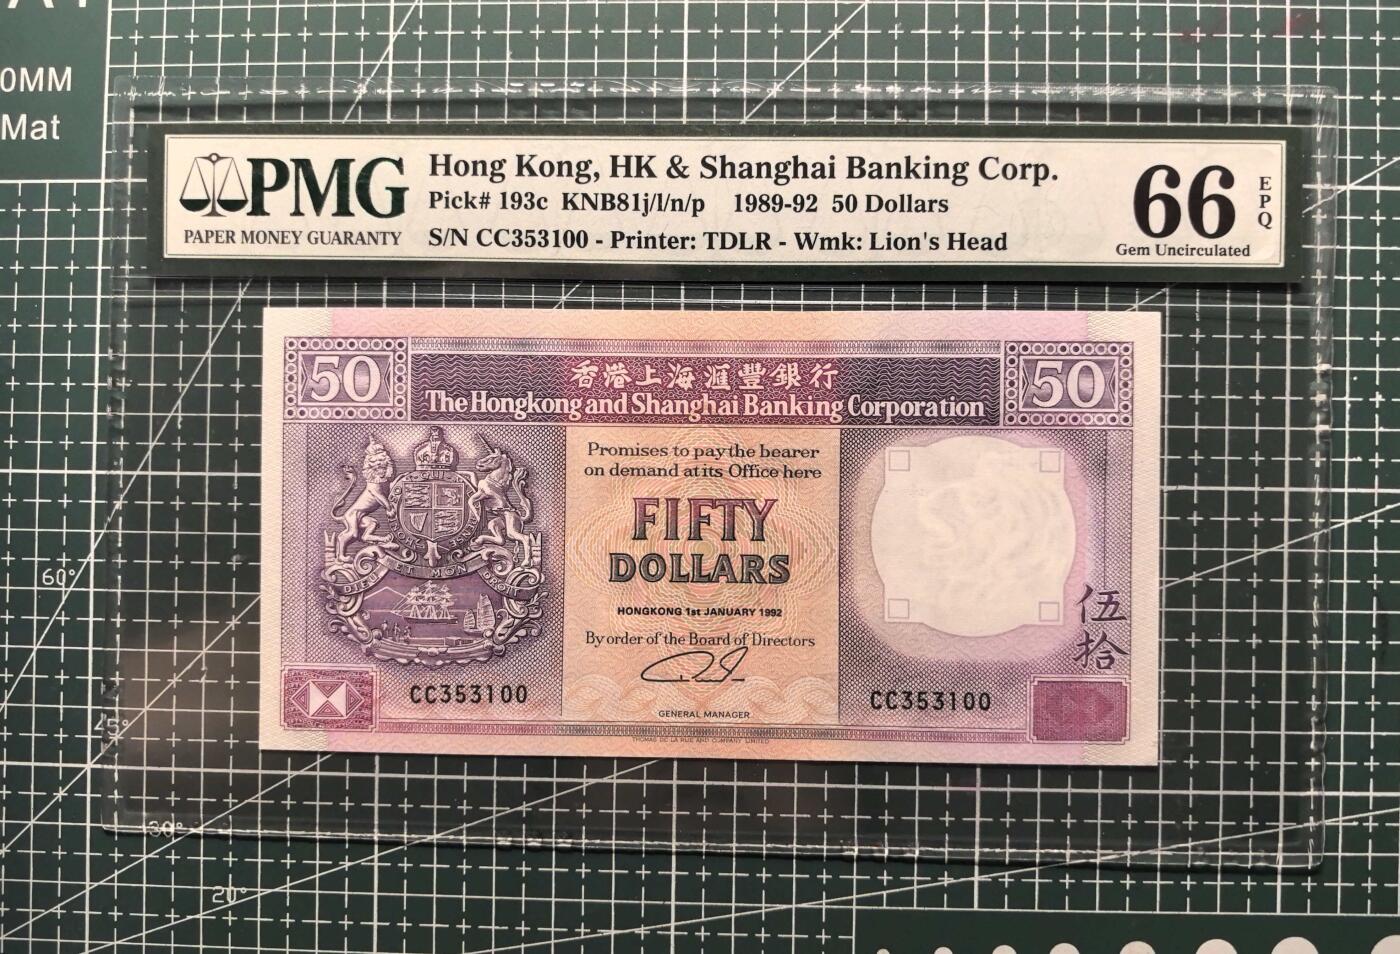 0MM
Mat
PMG
PAPER MONEY GUARANTY
Hong Kong, HK & Shanghai Banking Corp.
Pick# 193c KNB81j/l/n/p 1989-92 50 Dollars
S/N CC353100 - Printer: TDLR - Wmk: Lion's Head
66
EPQ
Gem Uncirculated
50
香港上海滙豐銀行
50
The Hongkong and Shanghai Banking Corporation
Promises to pay the bearer
on demand at its Office here
FIFTY
DOLLARS
HONGKONG 1st JANUARY 1992
By order of the Board of Directors
GENERAL MANAGER
THOMAS DE LA RUE AND COMPANY LIMITED
DIEU ET MON DROIT
CC353100
CC353100
伍拾
60°
45°
30°
20°